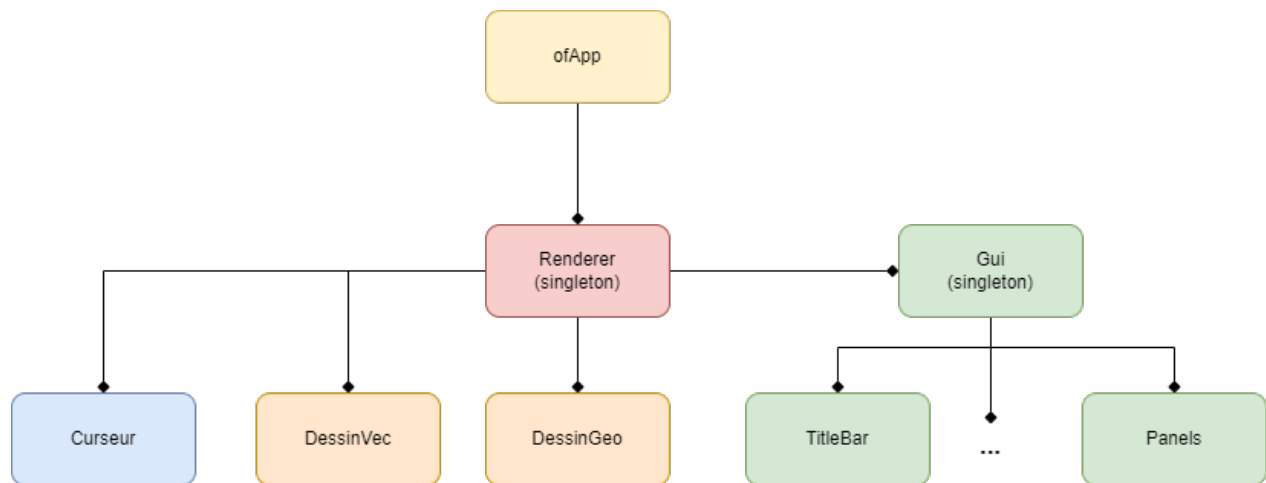 ofApp
Renderer
(singleton)
Gui
(singleton)
Curseur
DessinVec
DessinGeo
TitleBar
...
Panels